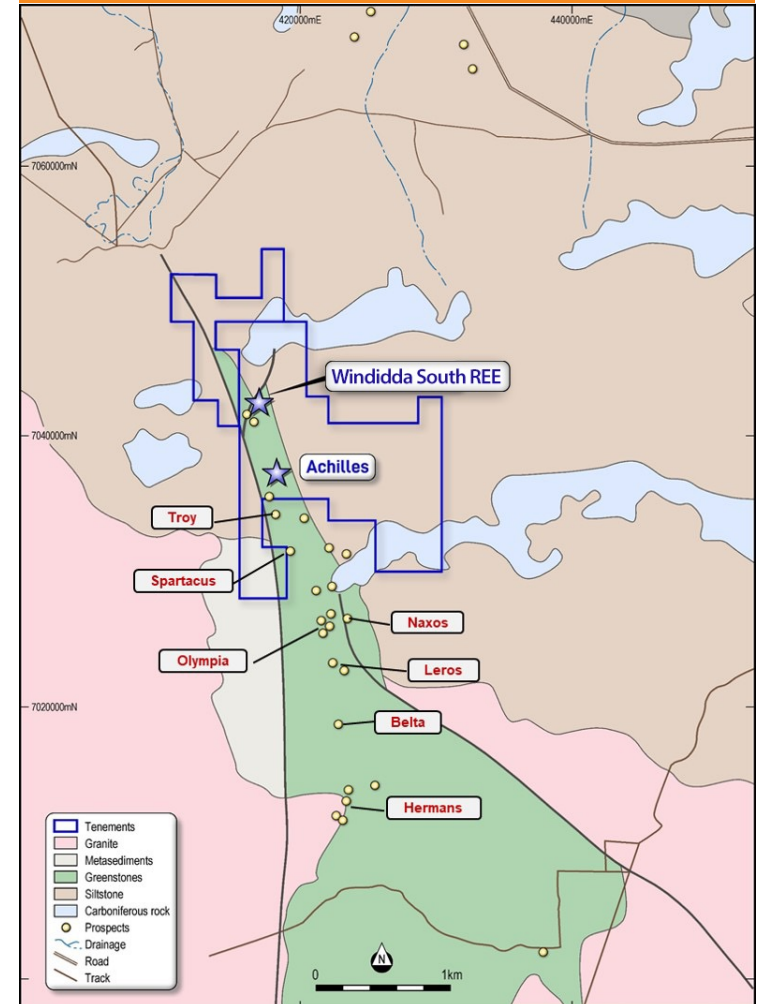 420000mE
440000mE
7060000mN
Windidda South REE
7040000mN
Achilles
Troy
Spartacus
Naxos
Olympia
Leros
7020000mN
Belta
Hermans
Tenements
Granite
Metasediments
Greenstones
Siltstone
Carboniferous rock
Prospects
Drainage
Road
Track
N
0
1km